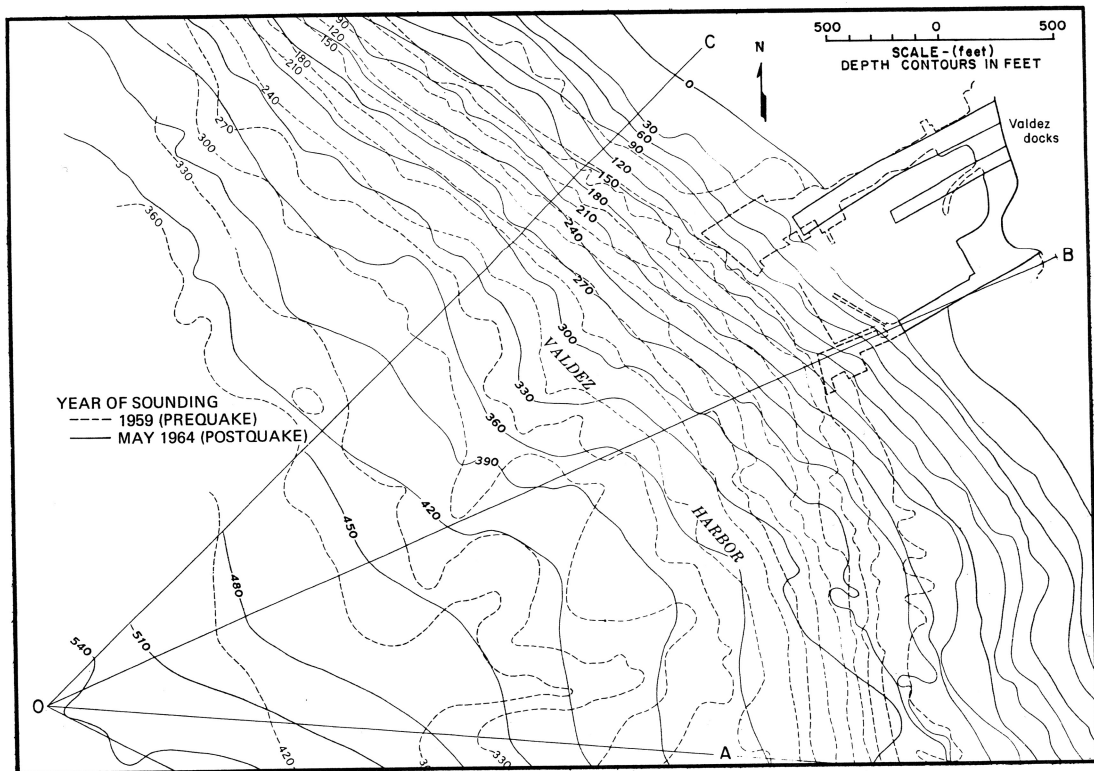 500 0 500
SCALE-(feet)
DEPTH CONTOURS IN FEET
N
C
0
Valdez
docks
B
90
120
150
180
210
240
270
300
330
360
30
60
90
120
150
180
210
240
270
300
330
360
390
420
450
480
510
540
VALDEZ
HARBOR
YEAR OF SOUNDING
1959 (PREQUAKE)
MAY 1964 (POSTQUAKE)
O
A
420
330